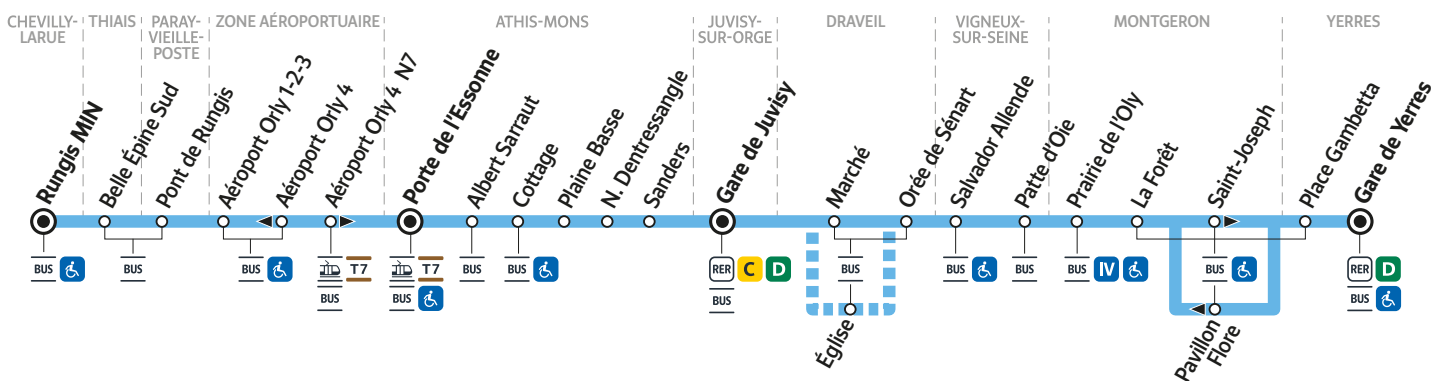 CHEVILLY-
LARUE
THIAIS
PARAY-
VIEILLE-
POSTE
ZONE AÉROPORTUAIRE
ATHIS-MONS
JUVISY-
SUR-ORGE
DRAVEIL
VIGNEUX-
SUR-SEINE
MONTGERON
YERRES
Rungis MIN
Belle Épine Sud
Pont de Rungis
Aéroport Orly 1-2-3
Aéroport Orly 4
Aéroport Orly 4 N7
Porte de l'Essonne
Albert Sarraut
Cottage
Plaine Basse
N. Dentressangle
Sanders
Gare de Juvisy
Marché
Orée de Sénart
Salvador Allende
Patte d'Oie
Prairie de l'Oly
La Forêt
Saint-Joseph
Place Gambetta
Gare de Yerres
BUS
BUS
BUS
T7
BUS
T7
BUS
BUS
BUS
RER C D
BUS
BUS
BUS
BUS
BUS IV
BUS
RER D
BUS
Église
Pavillon
Flore